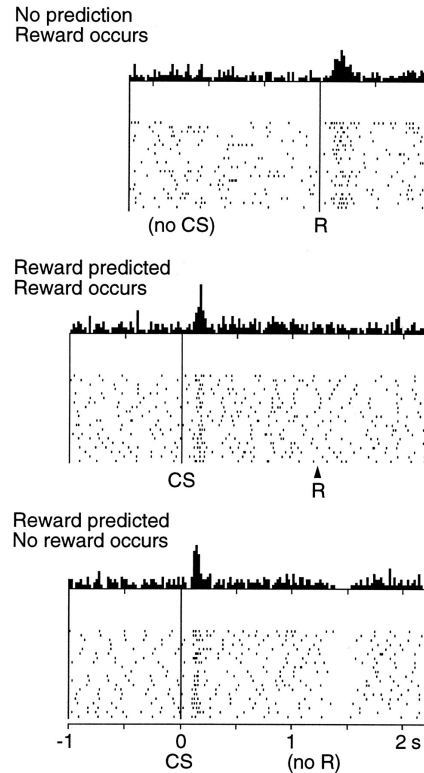 No prediction
Reward occurs
(no CS)
R
Reward predicted
Reward occurs
CS
R
Reward predicted
No reward occurs
-1
0
1
2 s
CS
(no R)